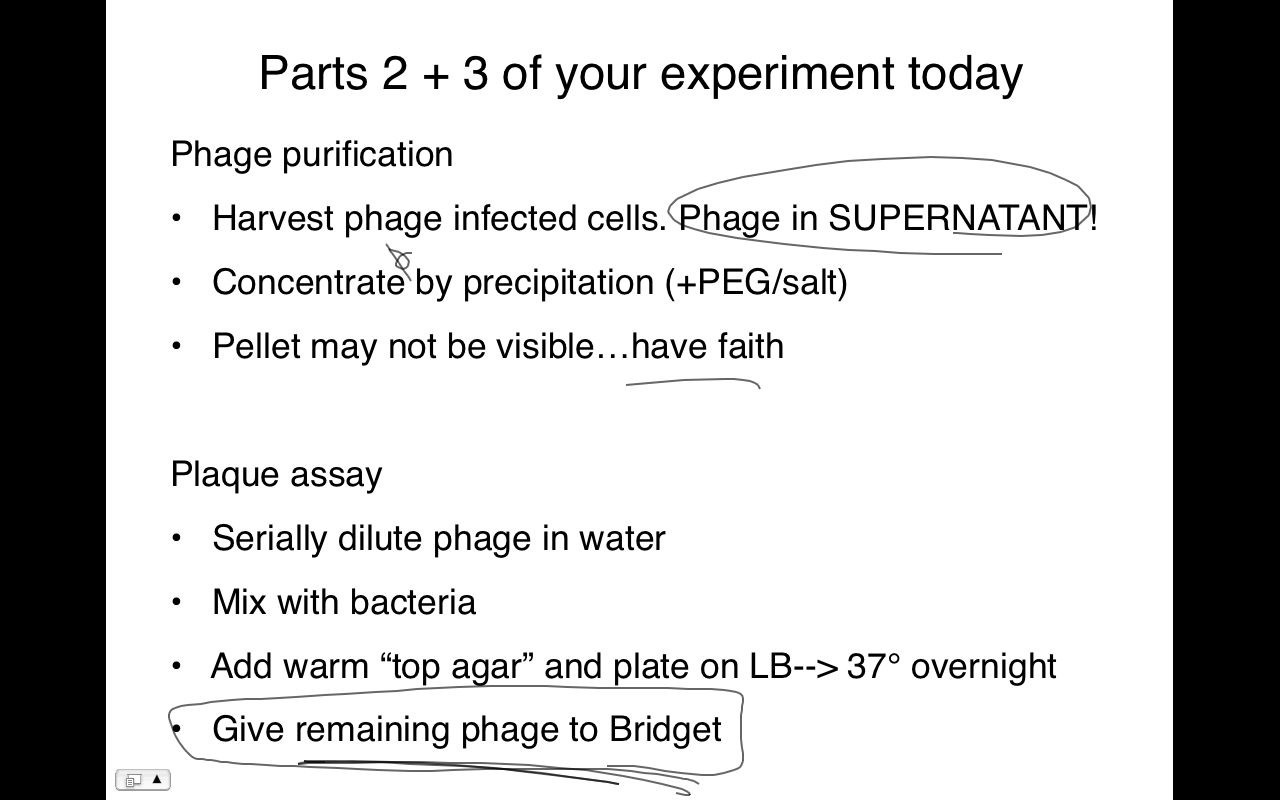 Parts 2 + 3 of your experiment today
Phage purification
• Harvest phage infected cells. Phage in SUPERNATANT!
• Concentrate by precipitation (+PEG/salt)
• Pellet may not be visible…have faith
Plaque assay
• Serially dilute phage in water
• Mix with bacteria
• Add warm “top agar” and plate on LB--> 37° overnight
• Give remaining phage to Bridget